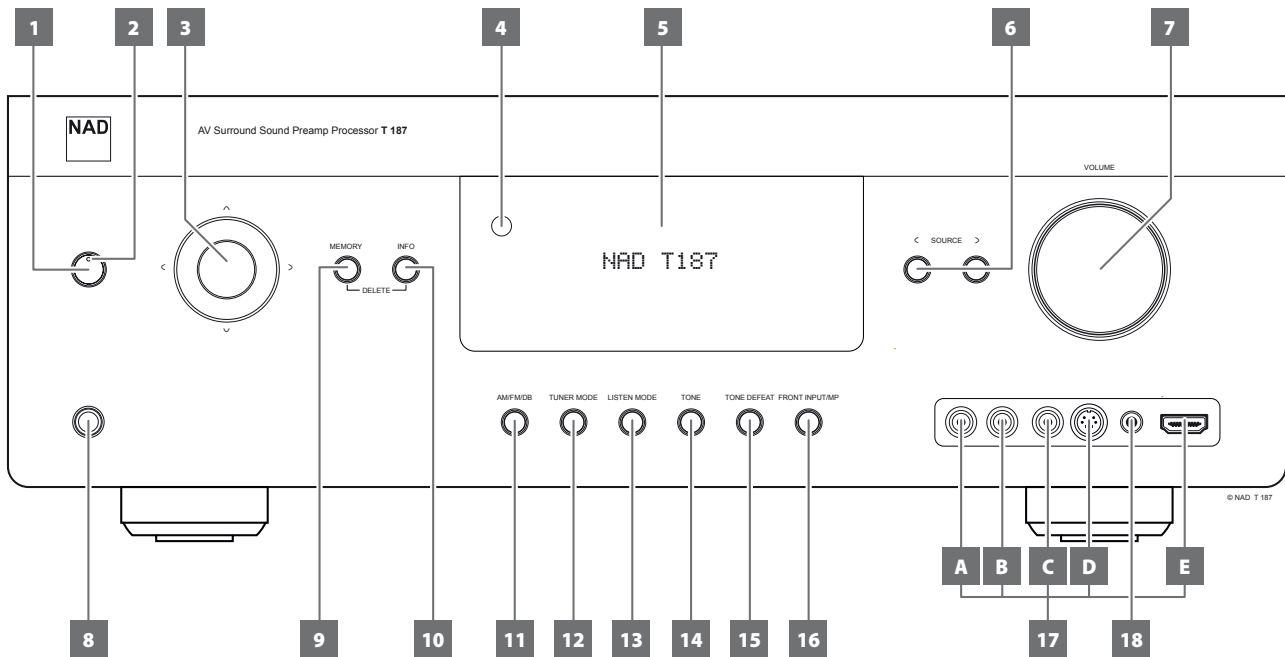 1 2 3 4 5 6 7
NAD
AV Surround Sound Preamp Processor T 187
VOLUME
MEMORY INFO
DELETE
NAD T187
< SOURCE >
AM/FM/DB TUNER MODE LISTEN MODE TONE TONE DEFEAT FRONT INPUT/MP
© NAD T 187
A B C D E
8 9 10 11 12 13 14 15 16 17 18